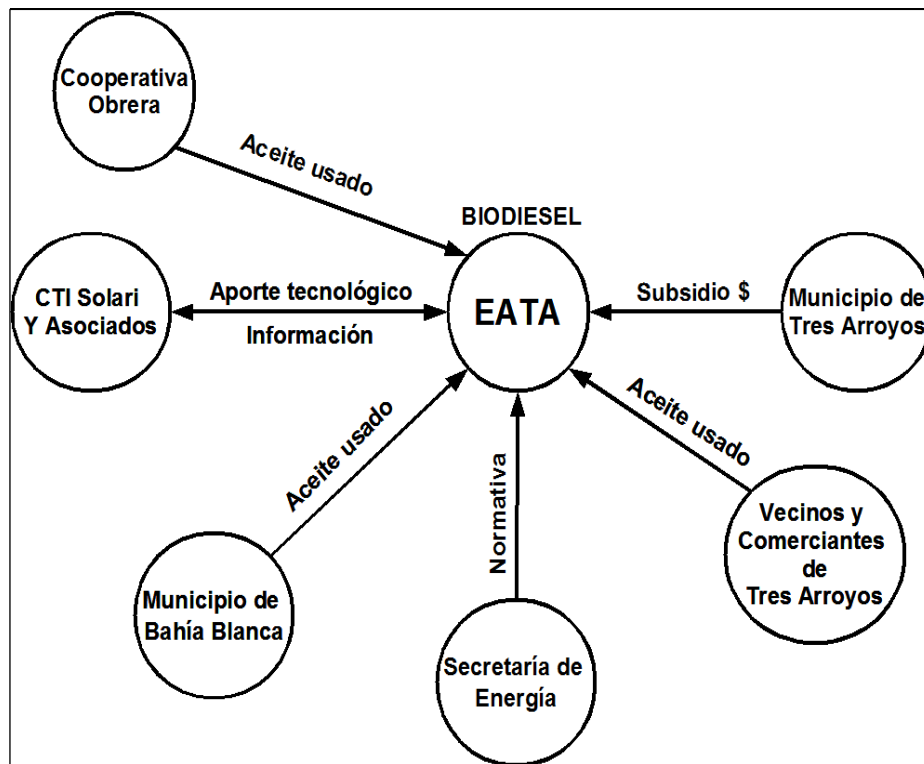 Cooperativa
Obrera
Aceite usado
BIODIESEL
EATA
CTI Solari
Y Asociados
Aporte tecnológico
Información
Subsidio $
Municipio de
Tres Arroyos
Aceite usado
Vecinos y
Comerciantes
de
Tres Arroyos
Aceite usado
Municipio de
Bahía Blanca
Normativa
Secretaría de
Energía